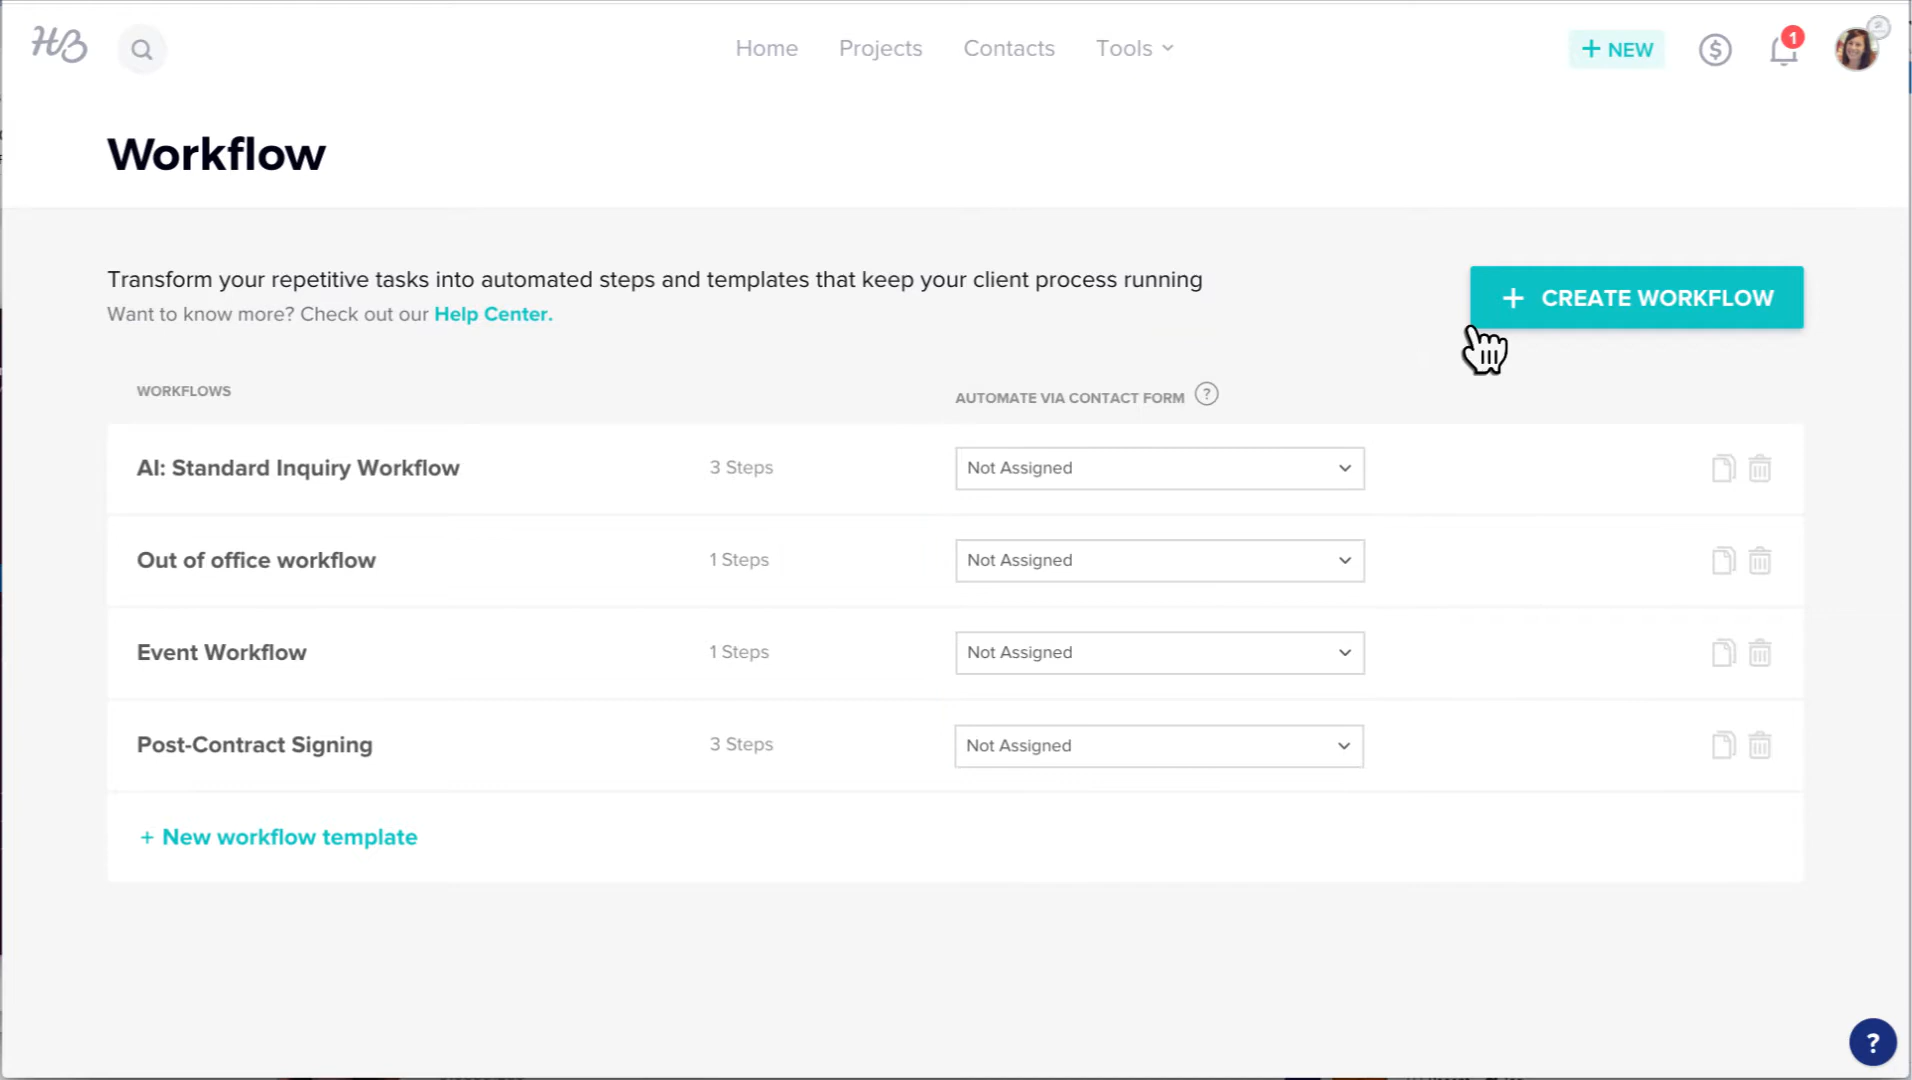 HB
Home
Projects
Contacts
Tools
+ NEW
1
Workflow
Transform your repetitive tasks into automated steps and templates that keep your client process running
Want to know more? Check out our Help Center.
+ CREATE WORKFLOW
WORKFLOWS
AUTOMATE VIA CONTACT FORM ?
AI: Standard Inquiry Workflow
3 Steps
Not Assigned
Out of office workflow
1 Steps
Not Assigned
Event Workflow
1 Steps
Not Assigned
Post-Contract Signing
3 Steps
Not Assigned
+ New workflow template
?